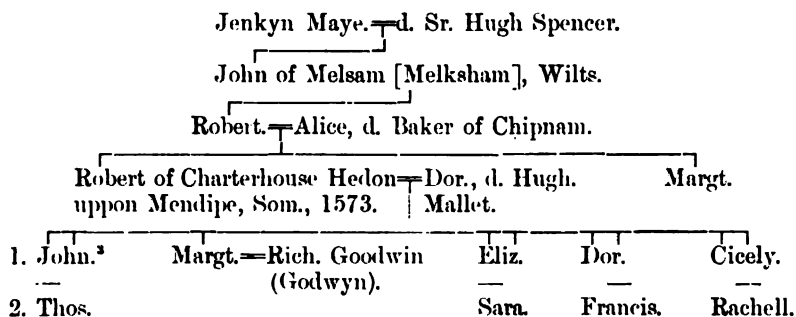 Jenkyn Maye.=d. Sr. Hugh Spencer.
John of Melsam [Melksham], Wilts.
Robert.=Alice, d. Baker of Chipnam.
Robert of Charterhouse Hedon=Dor., d. Hugh. Margt.
uppon Mendipe, Som., 1573. Mallet.
1. John.³ Margt.=Rich. Goodwin Eliz. Dor. Cicely.
(Godwyn).
2. Thos. Sara. Francis. Rachell.